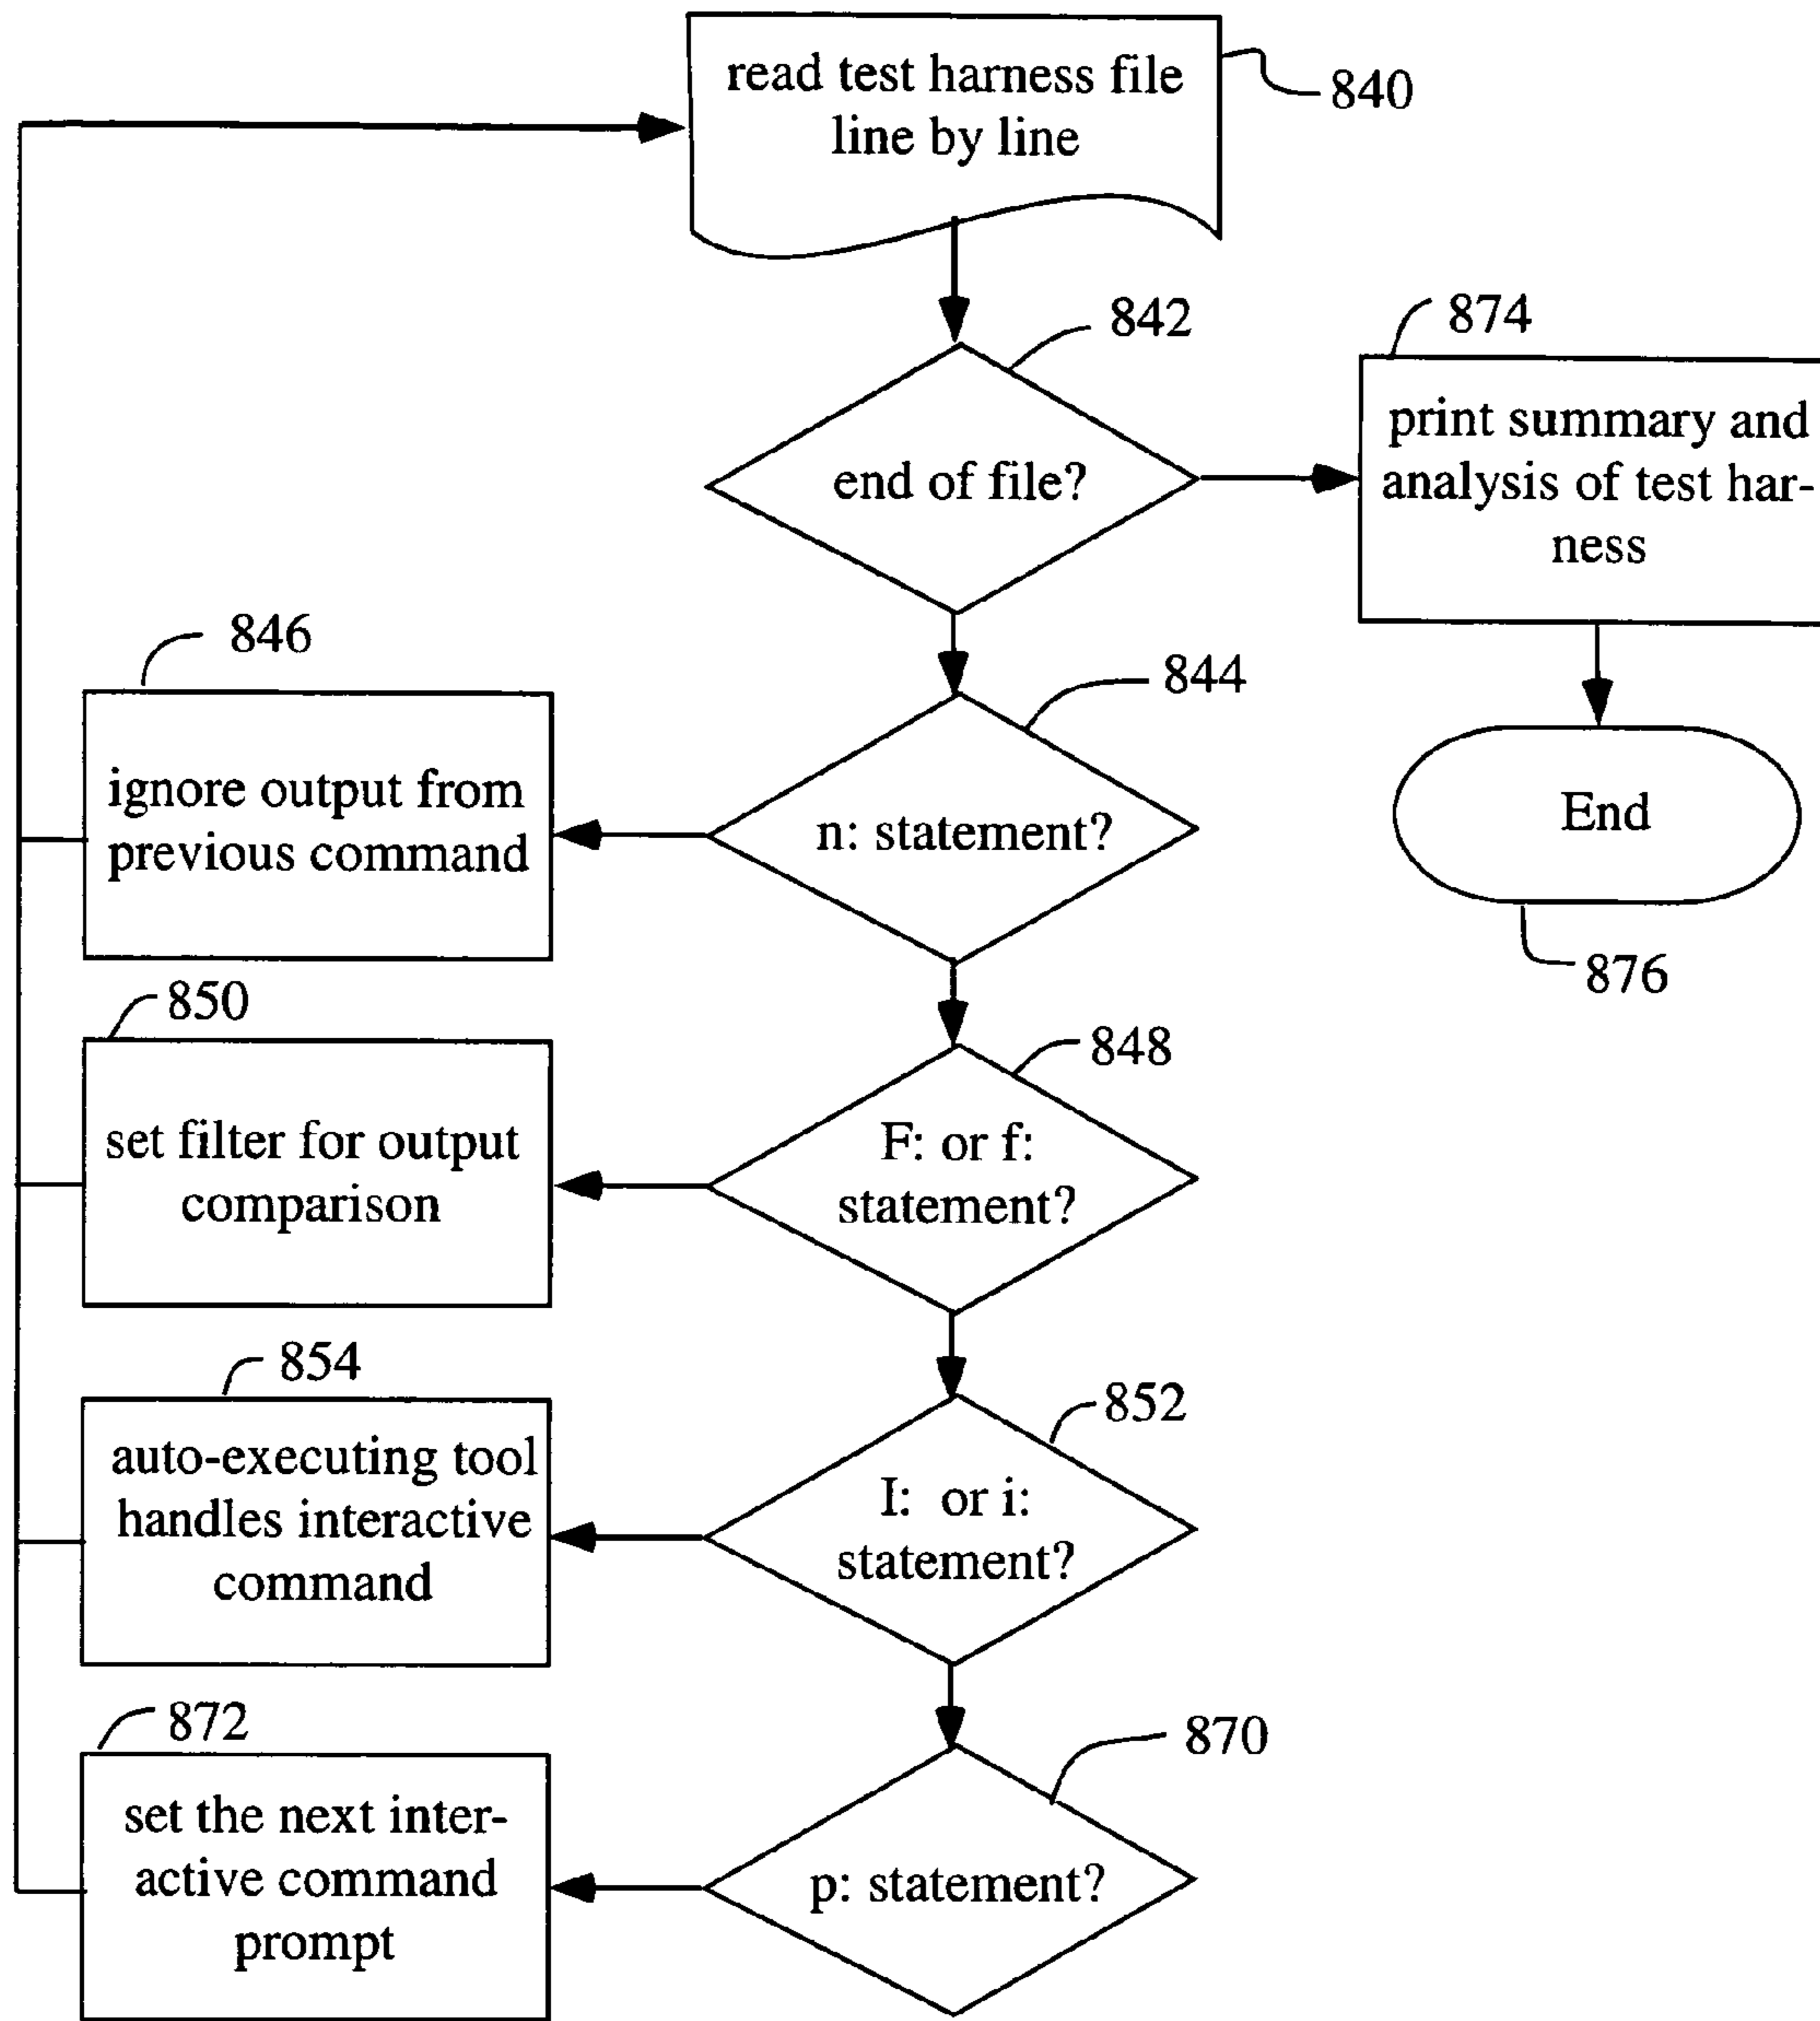 read test harness file
line by line
840
842
874
end of file?
print summary and
analysis of test har-
ness
846
844
ignore output from
previous command
n: statement?
End
876
850
848
set filter for output
comparison
F: or f:
statement?
854
852
auto-executing tool
handles interactive
command
I: or i:
statement?
872
870
set the next inter-
active command
prompt
p: statement?